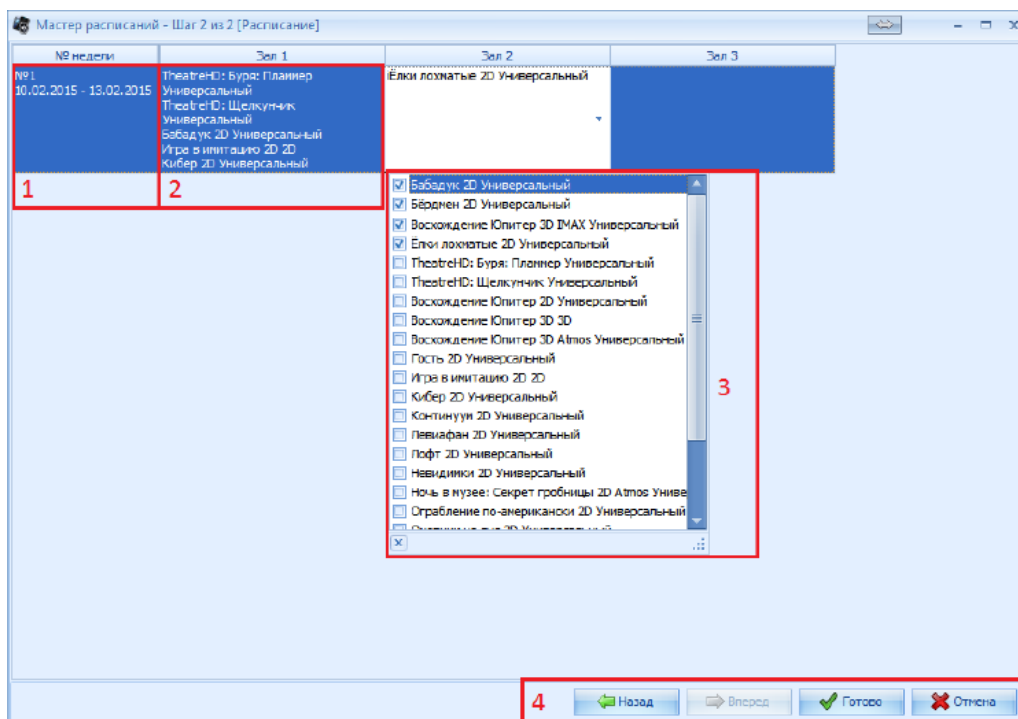 Мастер расписаний - Шаг 2 из 2 [Расписание]
№ недели Зал 1 Зал 2 Зал 3
№1
10.02.2015 - 13.02.2015
1
TheatreHD: Буря: Пламмер
Универсальный
TheatreHD: Щелкунчик
Универсальный
Бабадук 2D Универсальный
Игра в имитацию 2D 2D
Кибер 2D Универсальный
2
Ёлки лохматые 2D Универсальный
Бабадук 2D Универсальный
Бёрдмен 2D Универсальный
Восхождение Юпитер 3D IMAX Универсальный
Ёлки лохматые 2D Универсальный
TheatreHD: Буря: Пламмер Универсальный
TheatreHD: Щелкунчик Универсальный
Восхождение Юпитер 2D Универсальный
Восхождение Юпитер 3D 3D
Восхождение Юпитер 3D Atmos Универсальный
Гость 2D Универсальный
Игра в имитацию 2D 2D
Кибер 2D Универсальный
Континуум 2D Универсальный
Левиафан 2D Универсальный
Лофт 2D Универсальный
Невидимки 2D Универсальный
Ночь в музее: Секрет гробницы 2D Atmos Униве
Ограбление по-американски 2D Универсальный
3
4
Назад Вперед Готово Отмена